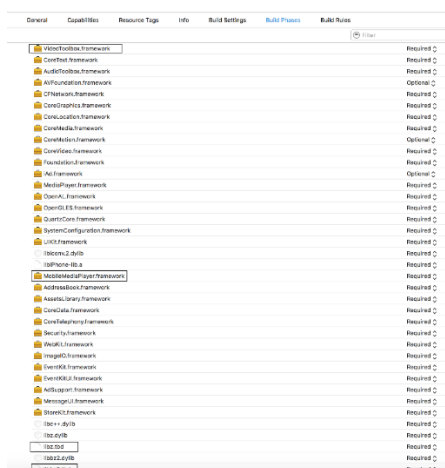 General Capabilities Resource Tags Info Build Settings Build Phases Build Rules
Filter
VideoToolbox.framework Required
CoreText.framework Required
AudioToolbox.framework Required
AVFoundation.framework Optional
CFNetwork.framework Required
CoreGraphics.framework Required
CoreLocation.framework Required
CoreMedia.framework Required
CoreMotion.framework Optional
CoreVideo.framework Required
Foundation.framework Required
iAd.framework Optional
MediaPlayer.framework Required
OpenAL.framework Required
OpenGLES.framework Required
QuartzCore.framework Required
SystemConfiguration.framework Required
UIKit.framework Required
libiconv.2.dylib Required
libiPhone-lib.a Required
MobileMediaPlayer.framework Required
AddressBook.framework Required
AssetsLibrary.framework Required
CoreData.framework Required
CoreTelephony.framework Required
Security.framework Required
WebKit.framework Required
ImageIO.framework Required
EventKit.framework Required
EventKitUI.framework Required
AdSupport.framework Required
MessageUI.framework Required
StoreKit.framework Required
libc++.dylib Required
libz.dylib Required
libz.tbd Required
libbz2.dylib Required